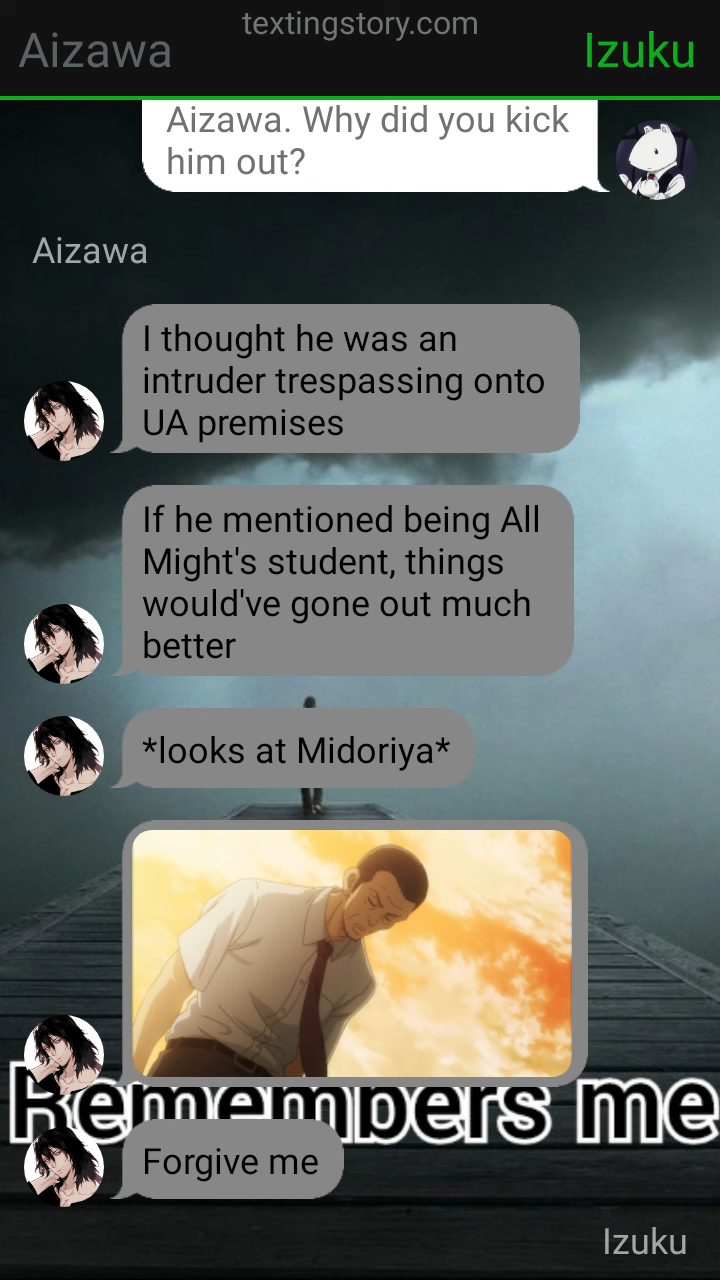 textingstory.com
Aizawa
Izuku
Aizawa. Why did you kick
him out?
Aizawa
I thought he was an
intruder trespassing onto
UA premises
If he mentioned being All
Might's student, things
would've gone out much
better
*looks at Midoriya*
Remembers me
Forgive me
Izuku